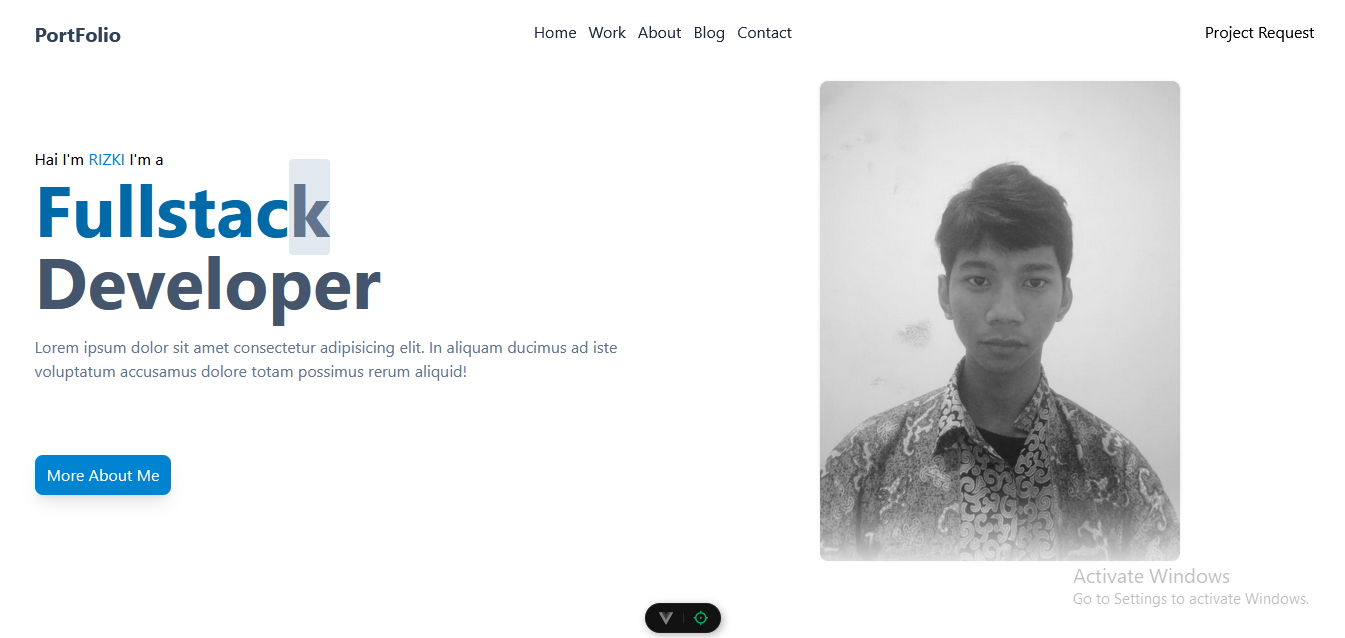 PortFolio
Home Work About Blog Contact
Project Request
Hai I'm RIZKI I'm a
Fullstack
Developer
Lorem ipsum dolor sit amet consectetur adipisicing elit. In aliquam ducimus ad iste
voluptatum accusamus dolore totam possimus rerum aliquid!
More About Me
Activate Windows
Go to Settings to activate Windows.